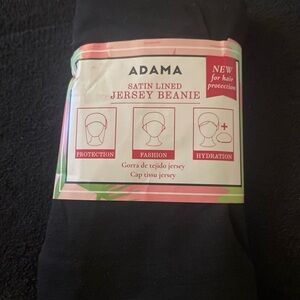 ADAMA
SATIN LINED
JERSEY BEANIE
NEW
for hair
protection
PROTECTION
FASHION
HYDRATION
Gorra de tejido jersey
Cap tissu jersey